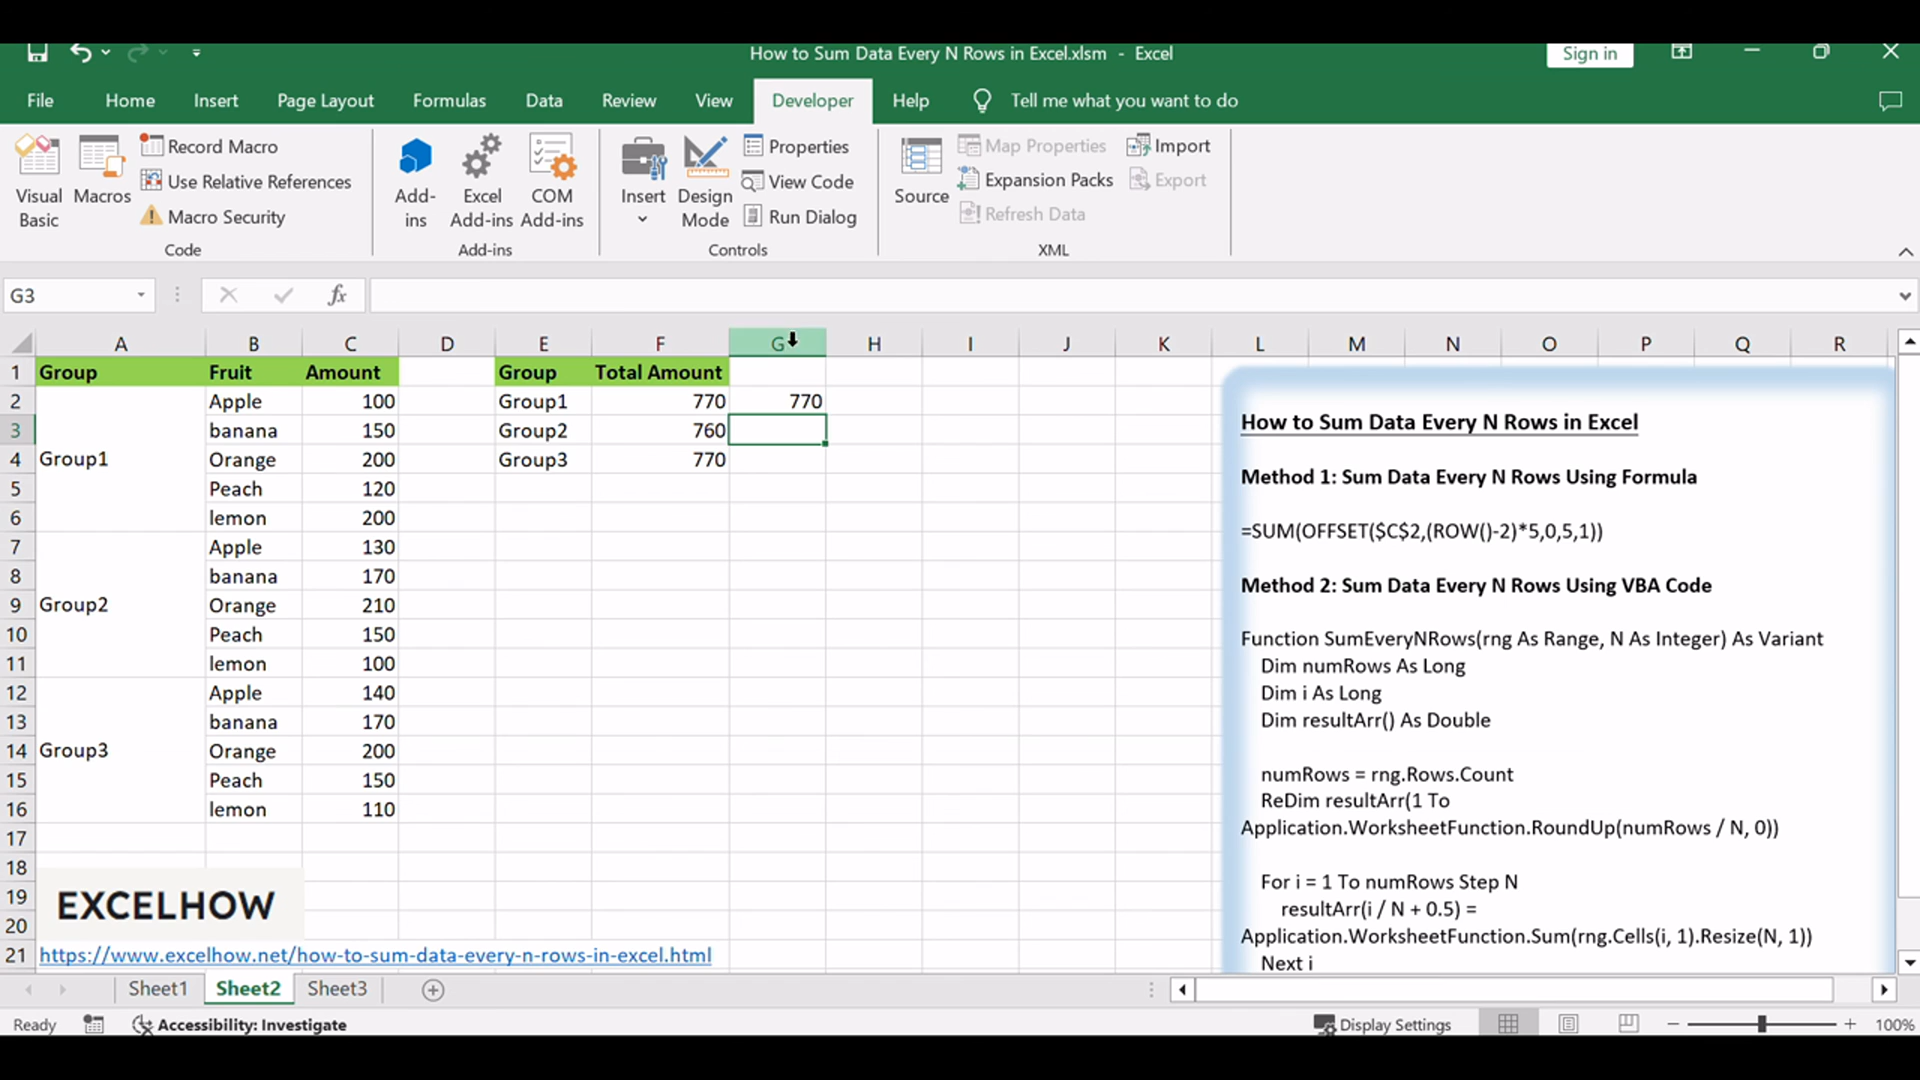 How to Sum Data Every N Rows in Excel.xlsm - Excel
Sign in
File Home Insert Page Layout Formulas Data Review View Developer Help Tell me what you want to do
Visual Basic
Macros
Record Macro
Use Relative References
Macro Security
Code
Add-ins
Excel Add-ins
COM Add-ins
Add-ins
Insert
Design Mode
Properties
View Code
Run Dialog
Controls
Source
Map Properties
Expansion Packs
Refresh Data
Import
Export
XML
G3
fx
A B C D E F G H I J K L M N O P Q R
1 Group Fruit Amount Group Total Amount
2 Apple 100 Group1 770 770
3 banana 150 Group2 760
4 Group1 Orange 200 Group3 770
5 Peach 120
6 lemon 200
7 Apple 130
8 banana 170
9 Group2 Orange 210
10 Peach 150
11 lemon 100
12 Apple 140
13 banana 170
14 Group3 Orange 200
15 Peach 150
16 lemon 110
17
18
19
20
21 https://www.excelhow.net/how-to-sum-data-every-n-rows-in-excel.html
EXCELHOW
How to Sum Data Every N Rows in Excel
Method 1: Sum Data Every N Rows Using Formula
=SUM(OFFSET($C$2,(ROW()-2)*5,0,5,1))
Method 2: Sum Data Every N Rows Using VBA Code
Function SumEveryNRows(rng As Range, N As Integer) As Variant
Dim numRows As Long
Dim i As Long
Dim resultArr() As Double
numRows = rng.Rows.Count
ReDim resultArr(1 To
Application.WorksheetFunction.RoundUp(numRows / N, 0))
For i = 1 To numRows Step N
resultArr(i / N + 0.5) =
Application.WorksheetFunction.Sum(rng.Cells(i, 1).Resize(N, 1))
Next i
Sheet1 Sheet2 Sheet3
Ready
Accessibility: Investigate
Display Settings
100%